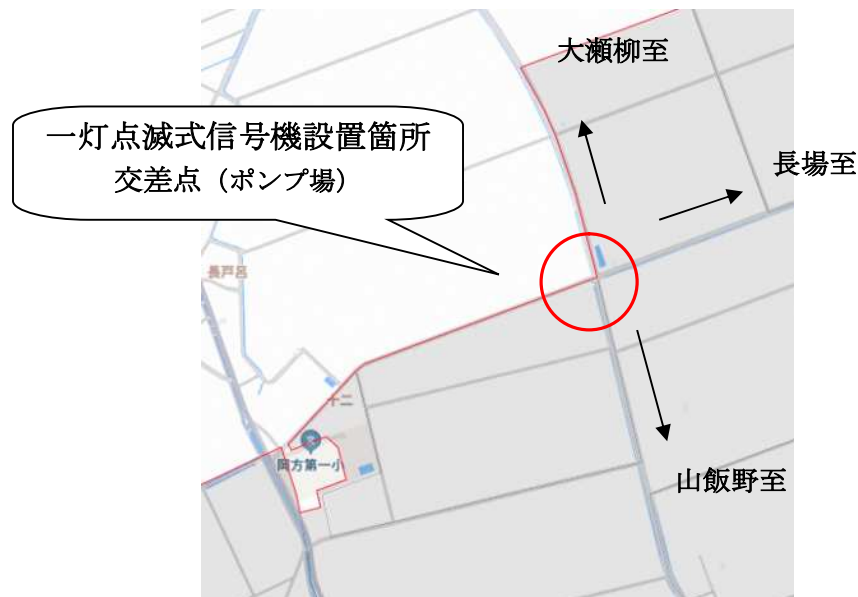 大瀬柳至
一灯点滅式信号機設置箇所
交差点（ポンプ場）
長場至
長戸呂
十二
岡方第一小
山飯野至